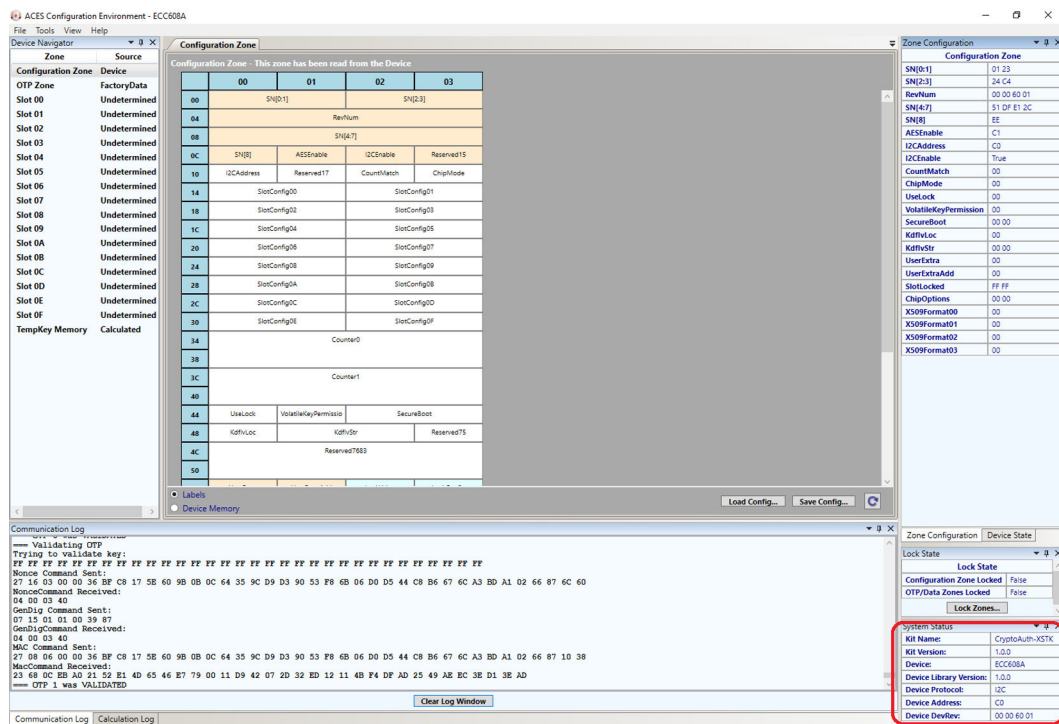 ACES Configuration Environment - ECC608A
File Tools View Help
Device Navigator
Zone Source
Configuration Zone Device
OTP Zone FactoryData
Slot 00 Undetermined
Slot 01 Undetermined
Slot 02 Undetermined
Slot 03 Undetermined
Slot 04 Undetermined
Slot 05 Undetermined
Slot 06 Undetermined
Slot 07 Undetermined
Slot 08 Undetermined
Slot 09 Undetermined
Slot 0A Undetermined
Slot 0B Undetermined
Slot 0C Undetermined
Slot 0D Undetermined
Slot 0E Undetermined
Slot 0F Undetermined
TempKey Memory Calculated
Configuration Zone
Configuration Zone - This zone has been read from the Device
00 01 02 03
00 SN[0:1] SN[2:3]
04 RevNum
08 SN[4:7]
0C SN[8] AESEnable I2CEnable Reserved15
10 I2CAddress Reserved17 CountMatch ChipMode
14 SlotConfig00 SlotConfig01
18 SlotConfig02 SlotConfig03
1C SlotConfig04 SlotConfig05
20 SlotConfig06 SlotConfig07
24 SlotConfig08 SlotConfig09
28 SlotConfig0A SlotConfig0B
2C SlotConfig0C SlotConfig0D
30 SlotConfig0E SlotConfig0F
34 Counter0
38
3C Counter1
40
44 UseLock VolatileKeyPermissio SecureBoot
48 KdfIvLoc KdfIvStr Reserved75
4C Reserved7683
50
Labels
Device Memory
Load Config... Save Config...
Zone Configuration
Configuration Zone
SN[0:1] 01 23
SN[2:3] 24 C4
RevNum 00 00 60 01
SN[4:7] 51 DF E1 2C
SN[8] EE
AESEnable C1
I2CAddress C0
I2CEnable True
CountMatch 00
ChipMode 00
UseLock 00
VolatileKeyPermission 00
SecureBoot 00 00
KdfIvLoc 00
KdfIvStr 00 00
UserExtra 00
UserExtraAdd 00
SlotLocked FF FF
ChipOptions 00 00
X509Format00 00
X509Format01 00
X509Format02 00
X509Format03 00
Zone Configuration Device State
Lock State
Lock State
Configuration Zone Locked False
OTP/Data Zones Locked False
Lock Zones...
System Status
Kit Name: CryptoAuth-XSTK
Kit Version: 1.0.0
Device: ECC608A
Device Library Version: 1.0.0
Device Protocol: I2C
Device Address: C0
Device DevRev: 00 00 60 01
Communication Log
=== Validating OTP
Trying to validate key:
FF FF FF FF FF FF FF FF FF FF FF FF FF FF FF FF FF FF FF FF FF FF FF FF FF FF FF FF FF FF FF FF
Nonce Command Sent:
27 16 03 00 00 36 BF C8 17 5E 60 9B 0B 0C 64 35 9C D9 D3 90 53 F8 6B 06 D0 D5 44 C8 B6 67 6C A3 BD A1 02 66 87 6C 60
NonceCommand Received:
04 00 03 40
GenDig Command Sent:
07 15 01 01 00 39 87
GenDigCommand Received:
04 00 03 40
MAC Command Sent:
27 08 06 00 00 36 BF C8 17 5E 60 9B 0B 0C 64 35 9C D9 D3 90 53 F8 6B 06 D0 D5 44 C8 B6 67 6C A3 BD A1 02 66 87 10 38
MacCommand Received:
23 68 0C EB A0 21 52 E1 4D 65 46 E7 79 00 11 D9 42 07 2D 32 ED 12 11 4B F4 DF AD 25 49 AE EC 3E D1 3E AD
=== OTP 1 was VALIDATED
Clear Log Window
Communication Log Calculation Log